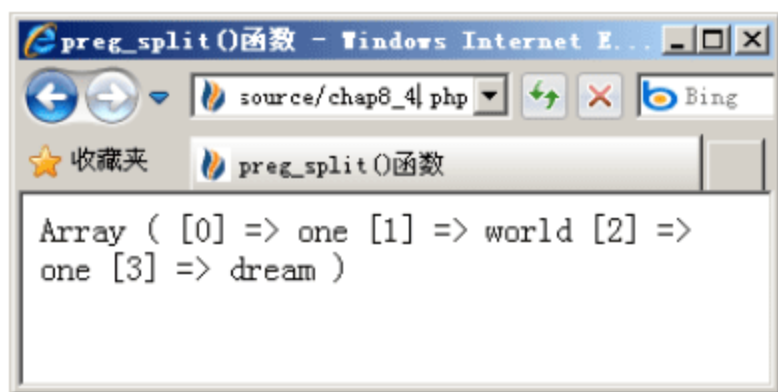 preg_split()函数 - Windows Internet E...
source/chap8_4.php
Bing
收藏夹
preg_split()函数
Array ( [0] => one [1] => world [2] =>
one [3] => dream )